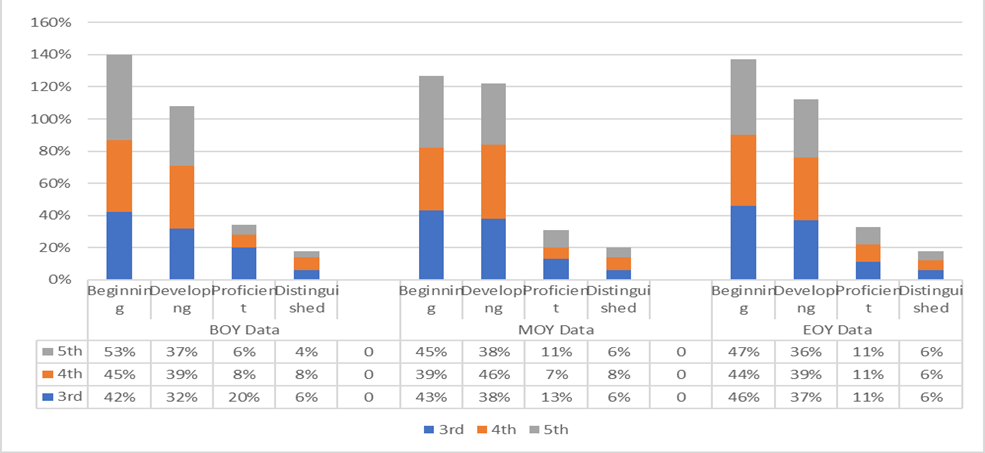 160%
140%
120%
100%
80%
60%
40%
20%
0%
Beginnin Developi Proficien Distingui Beginnin Developi Proficien Distingui Beginnin Developi Proficien Distingui
g ng t shed g ng t shed g ng t shed
BOY Data MOY Data EOY Data
5th 53% 37% 6% 4% 0 45% 38% 11% 6% 0 47% 36% 11% 6%
4th 45% 39% 8% 8% 0 39% 46% 7% 8% 0 44% 39% 11% 6%
3rd 42% 32% 20% 6% 0 43% 38% 13% 6% 0 46% 37% 11% 6%
3rd 4th 5th